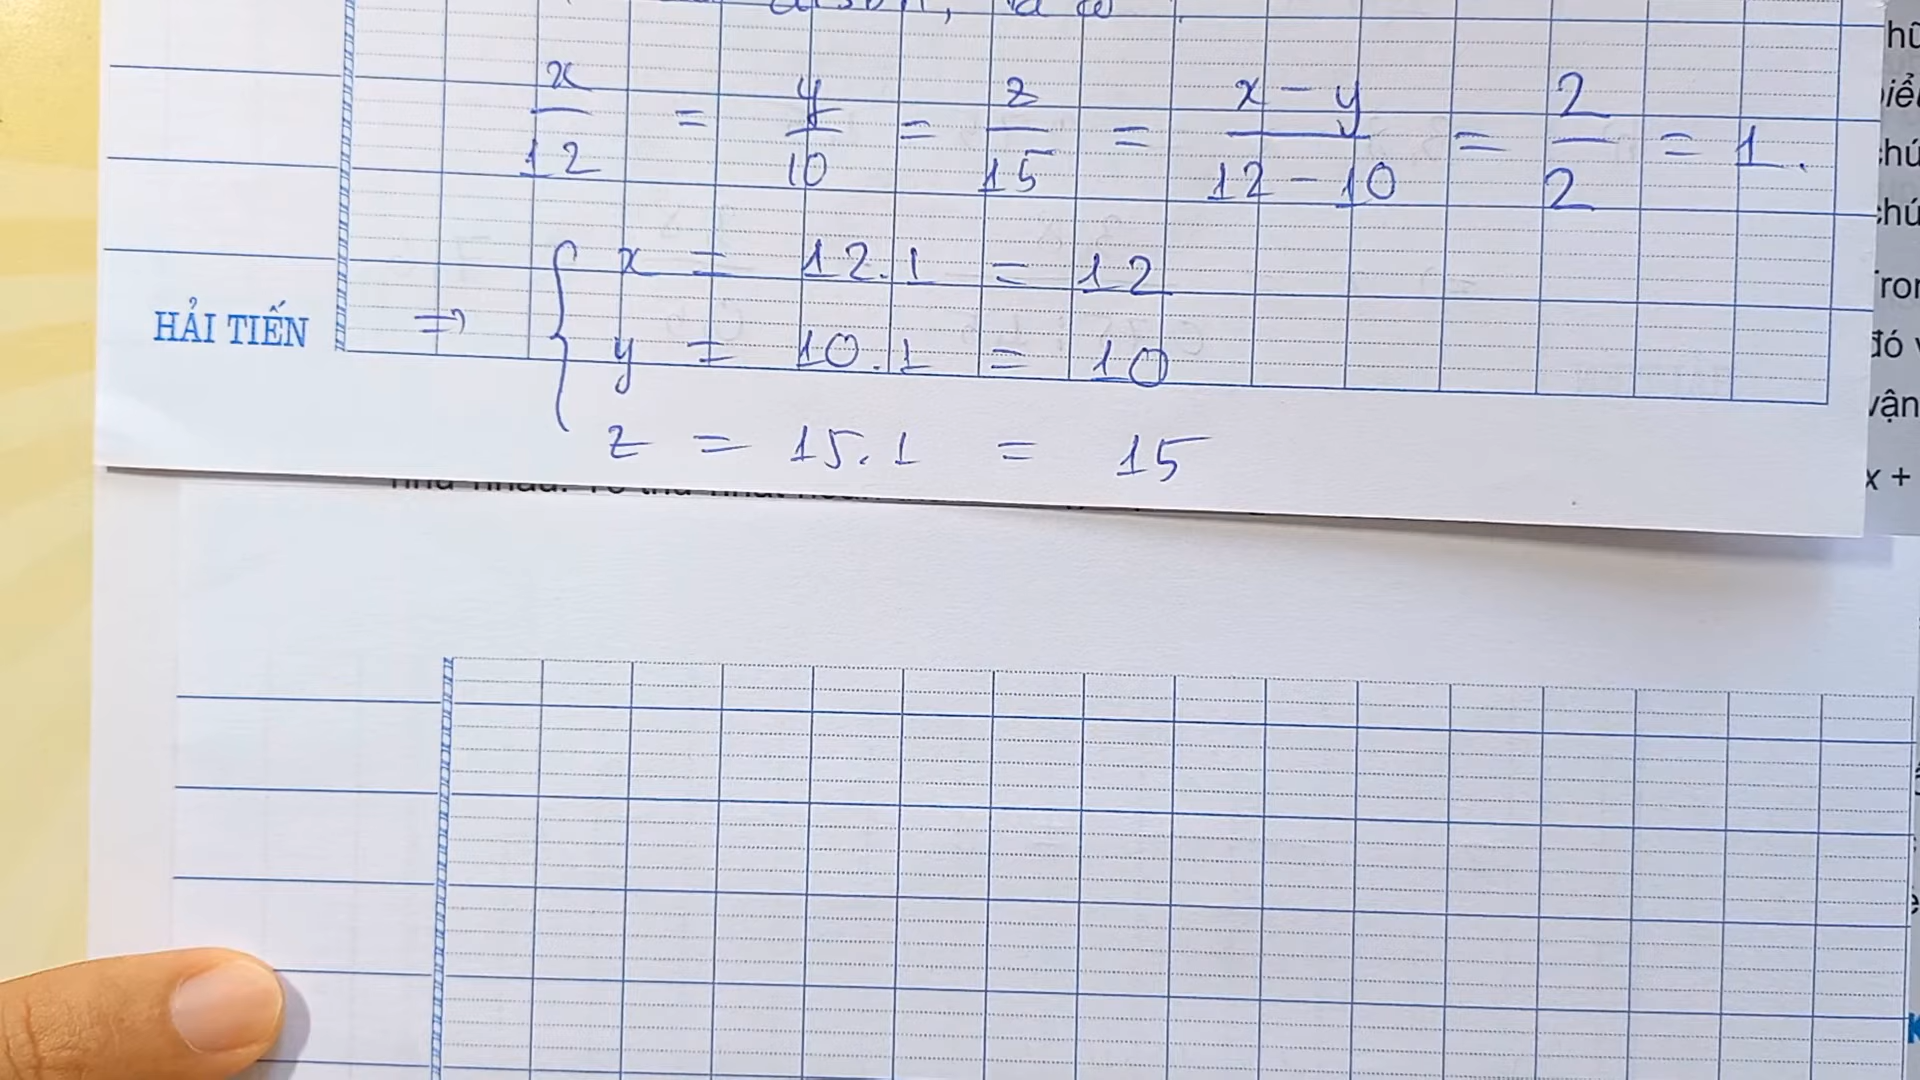 x/12 = y/10 = z/15 = x - y/12 - 10 = 2/2 = 1.
⇒ { x = 12.1 = 12
y = 10.1 = 10
z = 15.1 = 15
HẢI TIẾN
đó
x +